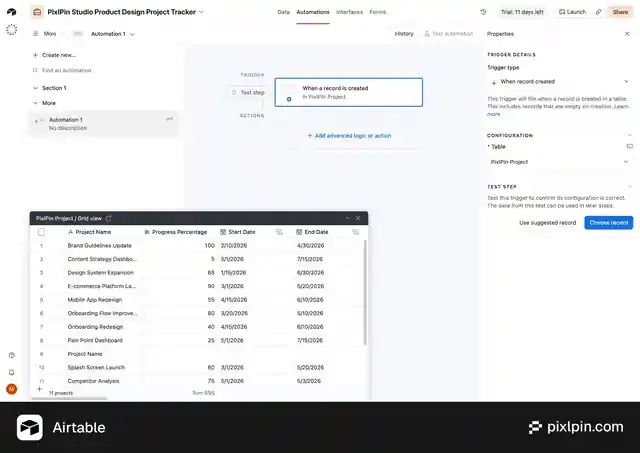 PixlPin Studio Product Design Project Tracker
Data Automations Interfaces Forms
Trial: 11 days left Launch Share
More Automation 1
History Test automation
Properties
Create new...
Find an automation
Section 1
More
Automation 1
No description
TRIGGER
Test step
When a record is created
in PixlPin Project
ACTIONS
+ Add advanced logic or action
TRIGGER DETAILS
Trigger type
When record created
This trigger will fire when a record is created in a table.
This includes records that are empty on creation. Learn
more
CONFIGURATION
* Table
PixlPin Project
TEST STEP
Test this trigger to confirm its configuration is correct.
The data from this test can be used in later steps.
Use suggested record Choose record
PixlPin Project / Grid view
Project Name Progress Percentage Start Date End Date
1 Brand Guidelines Update 100 2/10/2026 4/30/2026
2 Content Strategy Dashbo... 5 5/1/2026 7/15/2026
3 Design System Expansion 65 1/15/2026 6/30/2026
4 E-commerce Platform La... 90 3/1/2026 5/20/2026
5 Mobile App Redesign 55 4/15/2026 6/10/2026
6 Onboarding Flow Improve... 80 3/20/2026 5/10/2026
7 Onboarding Redesign 40 4/15/2026 6/10/2026
8 Pain Point Dashboard 25 5/1/2026 7/15/2026
9 Project Name
10 Splash Screen Launch 60 3/1/2026 5/20/2026
11 Competitor Analysis 75 5/1/2026 5/3/2026
11 projects Sum 595
M
Airtable
pixlpin.com